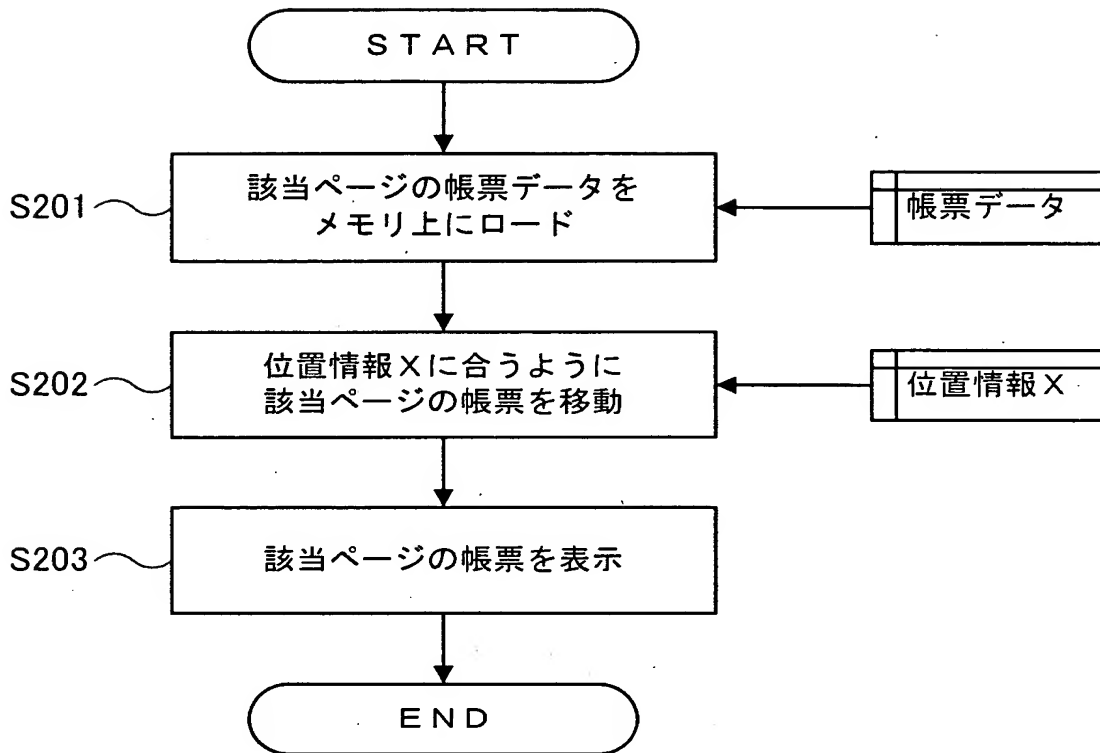 START
S201
該当ページの帳票データを
メモリ上にロード
帳票データ
S202
位置情報Xに合うように
該当ページの帳票を移動
位置情報X
S203
該当ページの帳票を表示
END